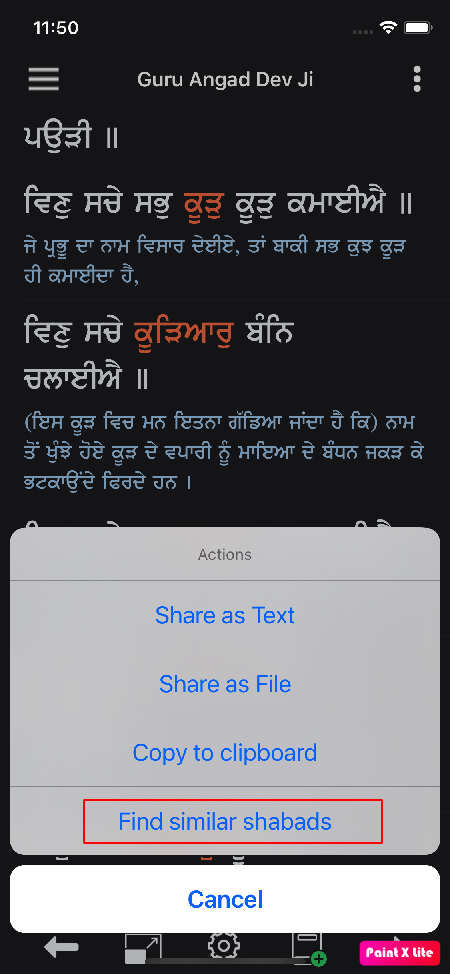 11:50
Guru Angad Dev Ji
ਪਉੜੀ ॥
ਵਿਣੁ ਸਚੇ ਸਭੁ ਕੂੜੁ ਕੂੜੁ ਕਮਾਈਐ ॥
ਜੇ ਪ੍ਰਭੂ ਦਾ ਨਾਮ ਵਿਸਾਰ ਦੇਈਏ, ਤਾਂ ਬਾਕੀ ਸਭ ਕੁਝ ਕੂੜ
ਹੀ ਕਮਾਈਦਾ ਹੈ,
ਵਿਣੁ ਸਚੇ ਕੂੜਿਆਰੁ ਬੰਨਿ
ਚਲਾਈਐ ॥
(ਇਸ ਕੂੜ ਵਿਚ ਮਨ ਇਤਨਾ ਗੱਡਿਆ ਜਾਂਦਾ ਹੈ ਕਿ) ਨਾਮ
ਤੋਂ ਖੁੰਝੇ ਹੋਏ ਕੂੜ ਦੇ ਵਪਾਰੀ ਨੂੰ ਮਾਇਆ ਦੇ ਬੰਧਨ ਜਕੜ ਕੇ
ਭਟਕਾਉਂਦੇ ਫਿਰਦੇ ਹਨ ।
Actions
Share as Text
Share as File
Copy to clipboard
Find similar shabads
Cancel
Paint X lite